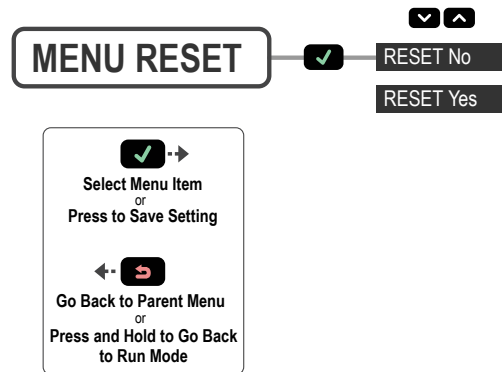 MENU RESET
RESET No
RESET Yes
Select Menu Item
or
Press to Save Setting
Go Back to Parent Menu
or
Press and Hold to Go Back
to Run Mode